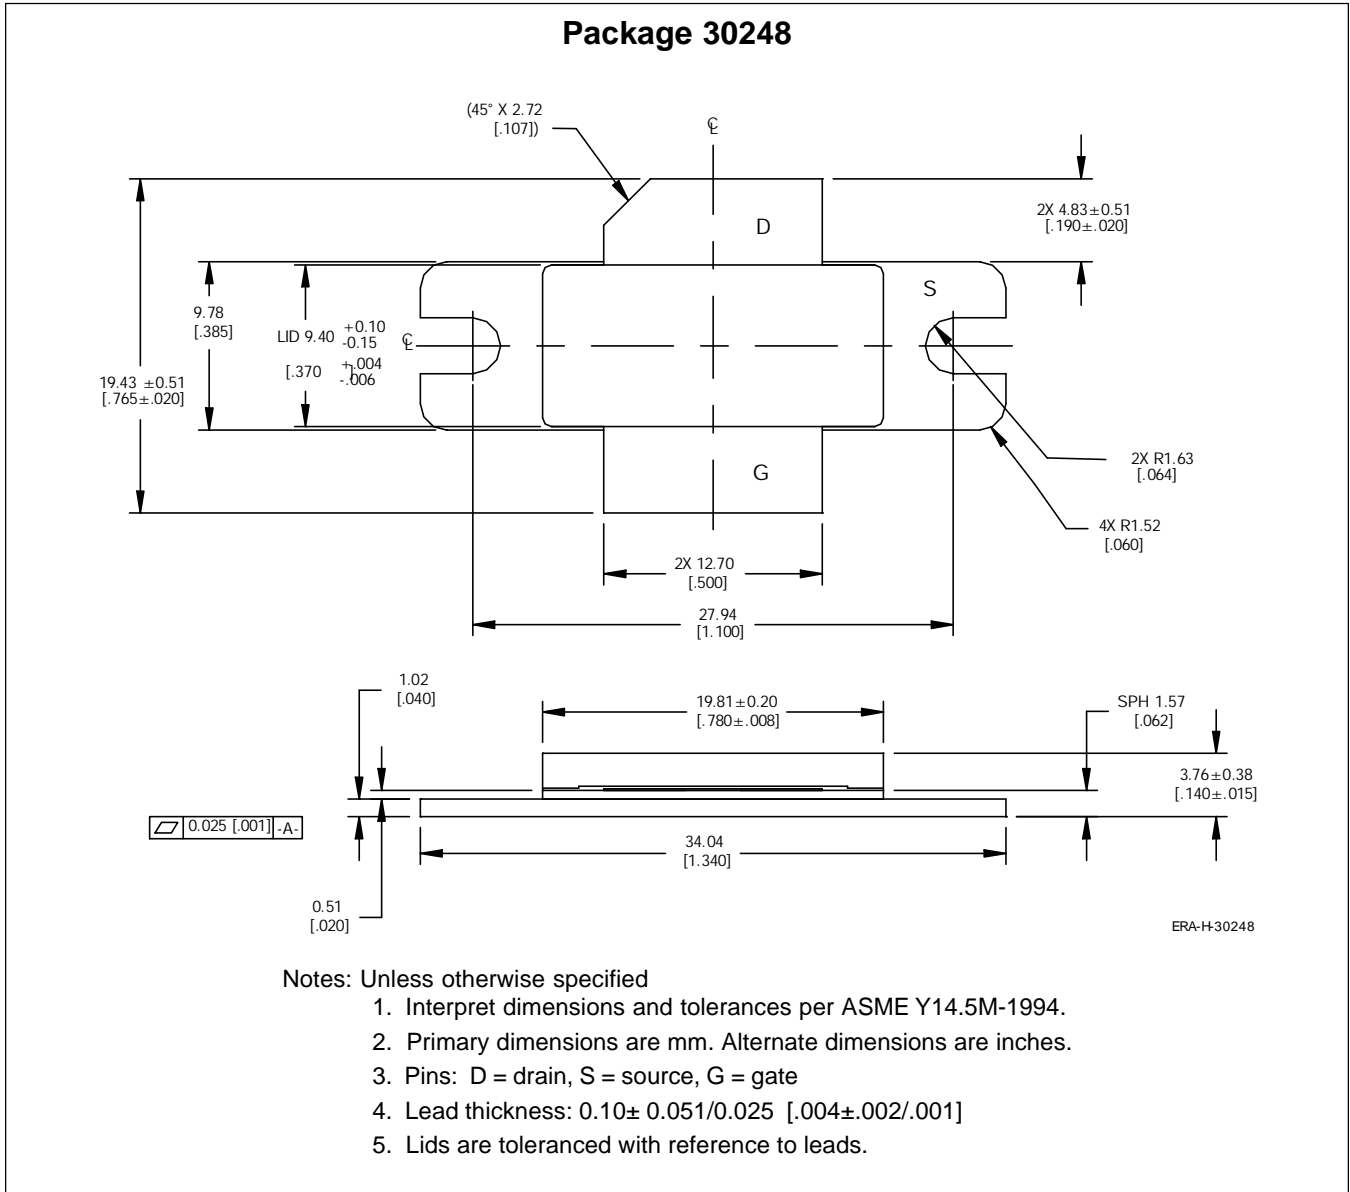 Package 30248
(45° X 2.72
[.107])
℄
2X 4.83±0.51
[.190±.020]
D
S
9.78
[.385]
LID 9.40 +0.10
-0.15
℄
[.370 +.004
-.006
]
19.43 ±0.51
[.765±.020]
G
2X R1.63
[.064]
4X R1.52
[.060]
2X 12.70
[.500]
27.94
[1.100]
1.02
[.040]
19.81±0.20
[.780±.008]
SPH 1.57
[.062]
3.76±0.38
[.140±.015]
0.025 [.001] -A-
34.04
[1.340]
0.51
[.020]
ERA-H-30248
Notes: Unless otherwise specified
1. Interpret dimensions and tolerances per ASME Y14.5M-1994.
2. Primary dimensions are mm. Alternate dimensions are inches.
3. Pins: D = drain, S = source, G = gate
4. Lead thickness: 0.10± 0.051/0.025 [.004±.002/.001]
5. Lids are toleranced with reference to leads.